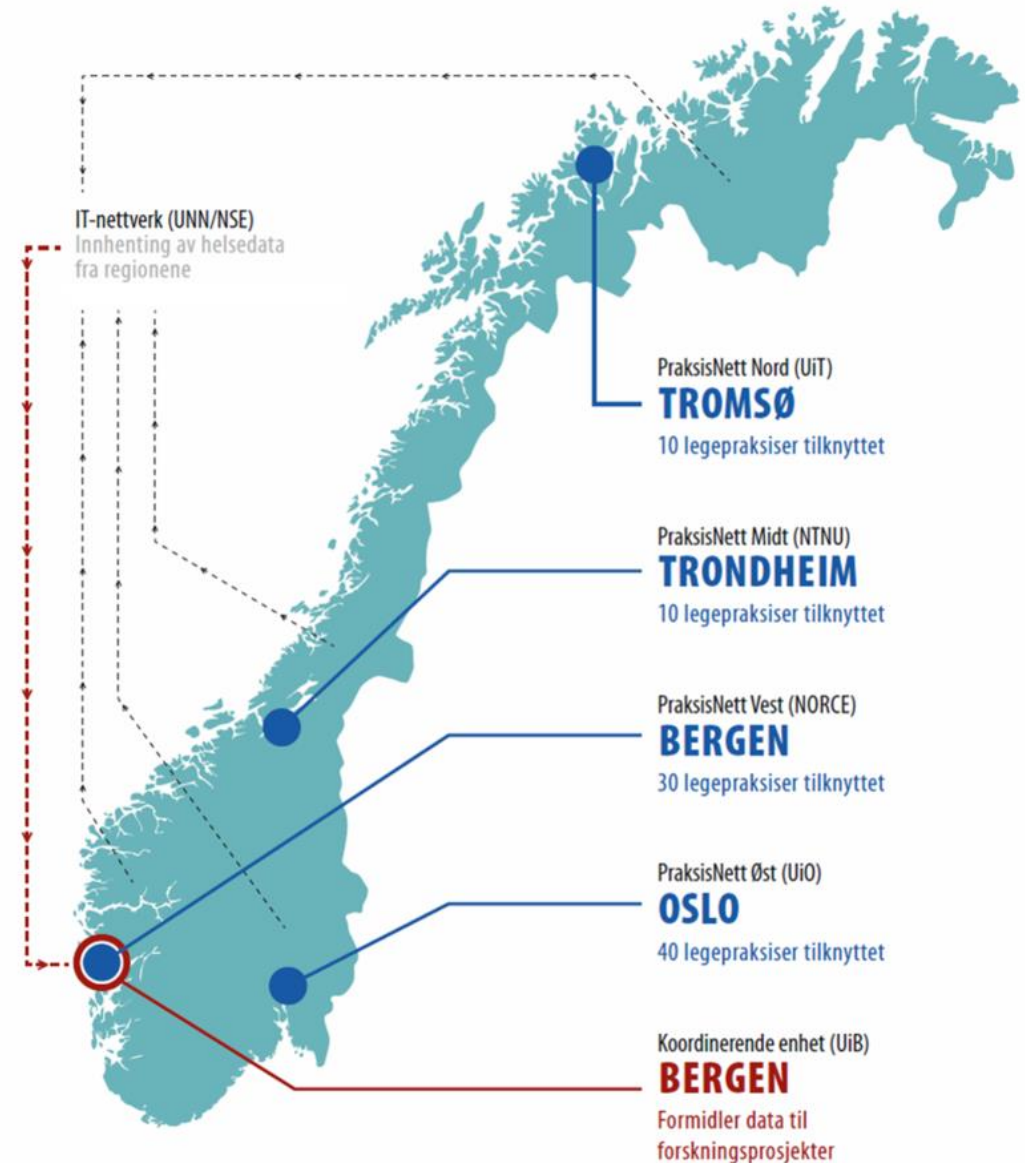 IT-nettverk (UNN/NSE)
Innhenting av helsedata
fra regionene
PraksisNett Nord (UiT)
TROMSØ
10 legepraksiser tilknyttet
PraksisNett Midt (NTNU)
TRONDHEIM
10 legepraksiser tilknyttet
PraksisNett Vest (NORCE)
BERGEN
30 legepraksiser tilknyttet
PraksisNett Øst (UiO)
OSLO
40 legepraksiser tilknyttet
Koordinerende enhet (UiB)
BERGEN
Formidler data til
forskningsprosjekter